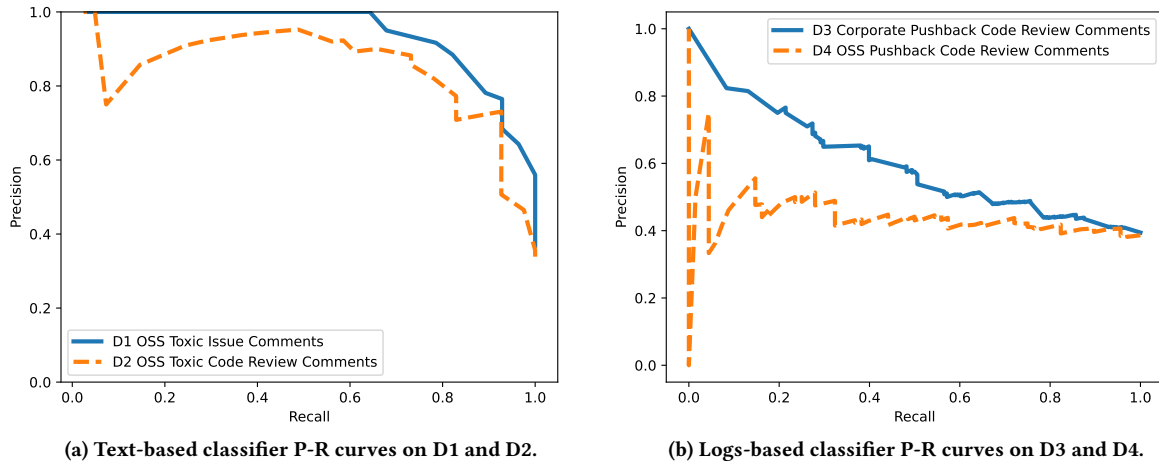 1.0
0.8
0.6
0.4
0.2
0.0
Precision
D1 OSS Toxic Issue Comments
D2 OSS Toxic Code Review Comments
0.0 0.2 0.4 0.6 0.8 1.0
Recall
(a) Text-based classifier P-R curves on D1 and D2.
1.0
0.8
0.6
0.4
0.2
0.0
Precision
D3 Corporate Pushback Code Review Comments
D4 OSS Pushback Code Review Comments
0.0 0.2 0.4 0.6 0.8 1.0
Recall
(b) Logs-based classifier P-R curves on D3 and D4.